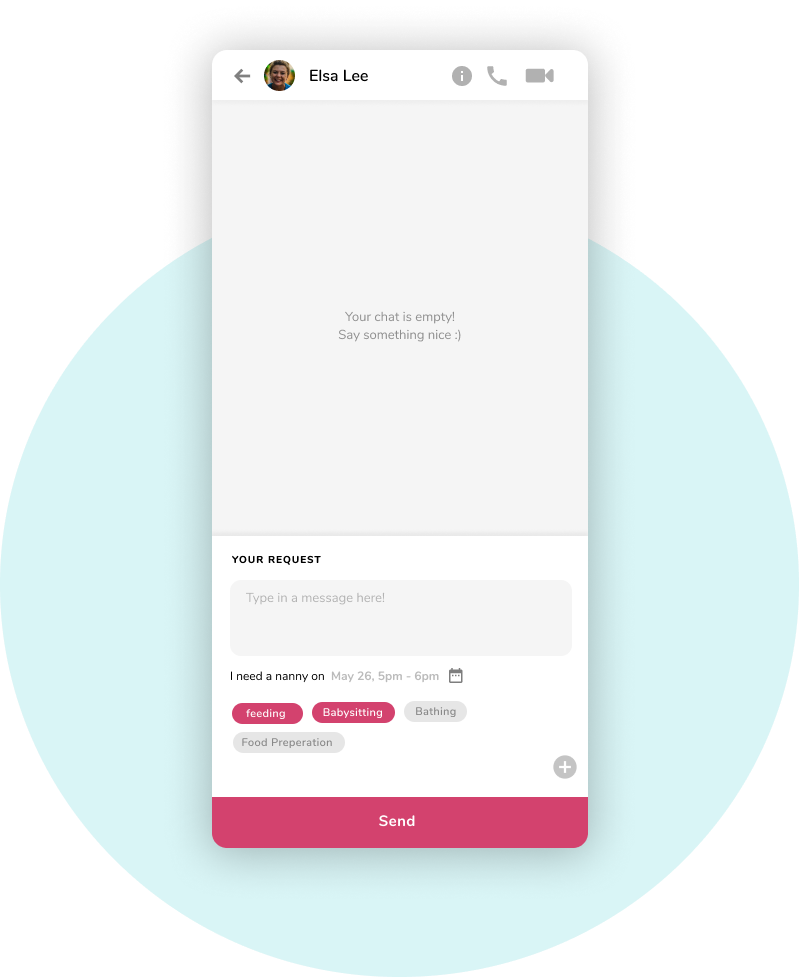 Elsa Lee
Your chat is empty!
Say something nice :)
YOUR REQUEST
Type in a message here!
I need a nanny on May 26, 5pm - 6pm
feeding Babysitting Bathing
Food Preperation
Send